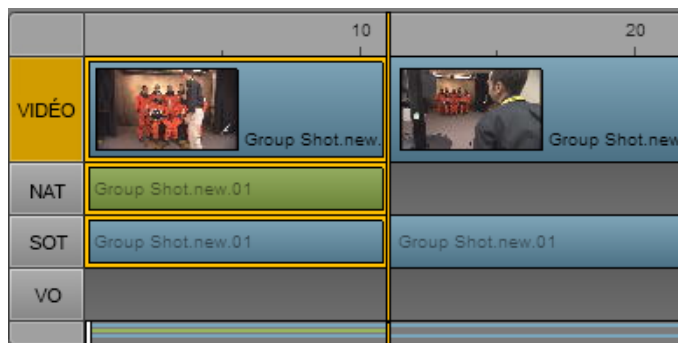 10 20
VIDÉO Group Shot.new. Group Shot.new
NAT Group Shot.new.01
SOT Group Shot.new.01 Group Shot.new.01
VO